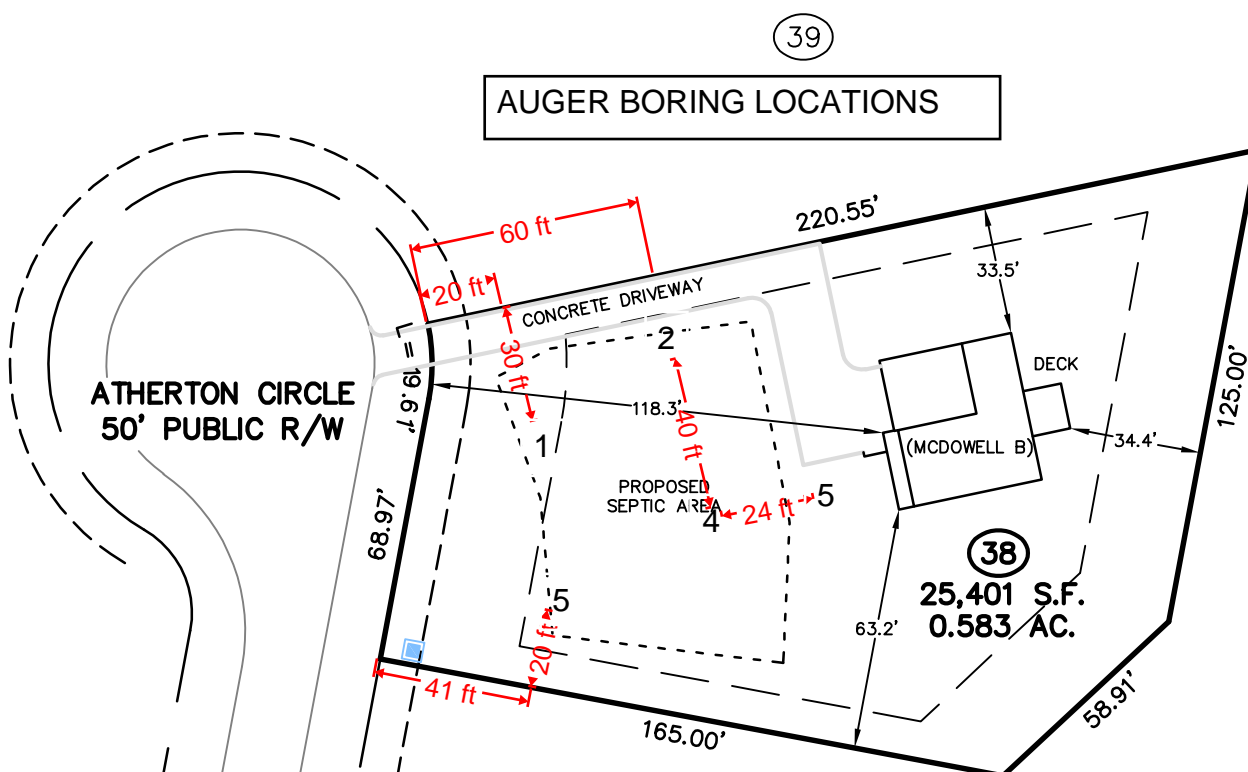 39
AUGER BORING LOCATIONS
220.55'
60 ft
20 ft
CONCRETE DRIVEWAY
33.5'
30 ft
2
= 19.61'
DECK
ATHERTON CIRCLE
50' PUBLIC R/W
118.3'
40 ft
125.00'
1
(MCDOWELL B)
34.4'
PROPOSED
SEPTIC AREA
4
24 ft
5
68.97'
38
25,401 S.F.
0.583 AC.
5
63.2'
20 ft
41 ft
58.91'
165.00'